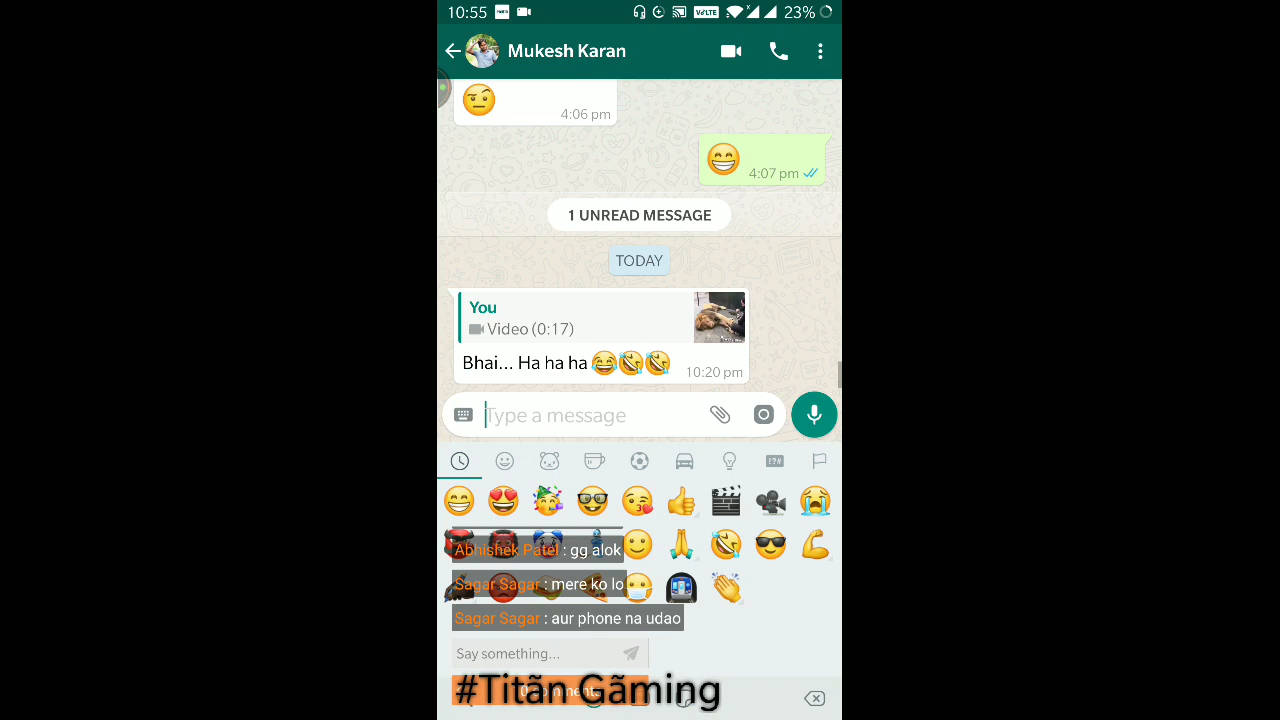 10:55
VoLTE
23%
Mukesh Karan
4:06 pm
4:07 pm
1 UNREAD MESSAGE
TODAY
You
Video (0:17)
Bhai... Ha ha ha
10:20 pm
Type a message
!?#
Abhishek Patel : gg alok
Sagar Sagar : mere ko lo
Sagar Sagar : aur phone na udao
Say something...
#Titãn Gãming